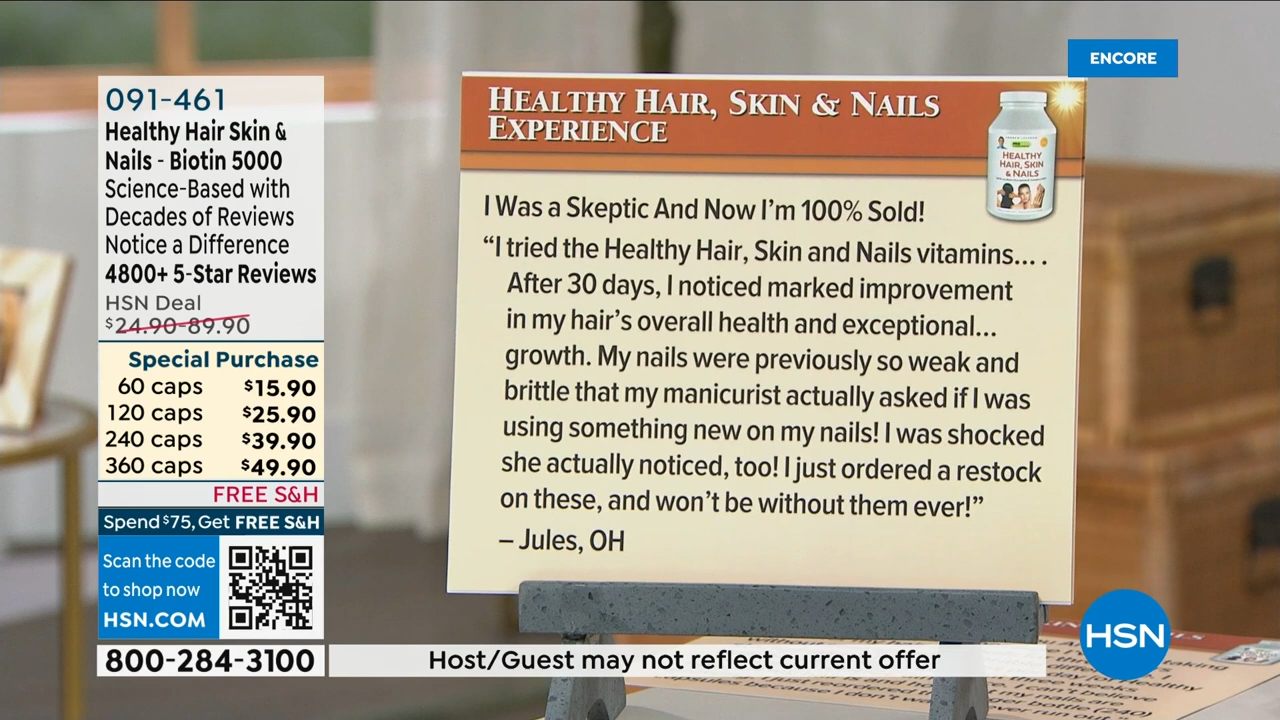 ENCORE
091-461
Healthy Hair Skin &
Nails - Biotin 5000
Science-Based with
Decades of Reviews
Notice a Difference
4800+ 5-Star Reviews
HSN Deal
$24.90-89.90
Special Purchase
60 caps $15.90
120 caps $25.90
240 caps $39.90
360 caps $49.90
FREE S&H
Spend $75, Get FREE S&H
Scan the code
to shop now
HSN.COM
800-284-3100
Host/Guest may not reflect current offer
HSN
HEALTHY HAIR, SKIN & NAILS
EXPERIENCE
HEALTHY
HAIR, SKIN
& NAILS
I Was a Skeptic And Now I'm 100% Sold!
“I tried the Healthy Hair, Skin and Nails vitamins... .
After 30 days, I noticed marked improvement
in my hair's overall health and exceptional...
growth. My nails were previously so weak and
brittle that my manicurist actually asked if I was
using something new on my nails! I was shocked
she actually noticed, too! I just ordered a restock
on these, and won't be without them ever!”
– Jules, OH